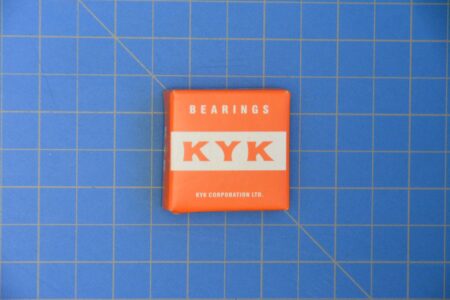 BEARINGS
KYK
KYK CORPORATION LTD.